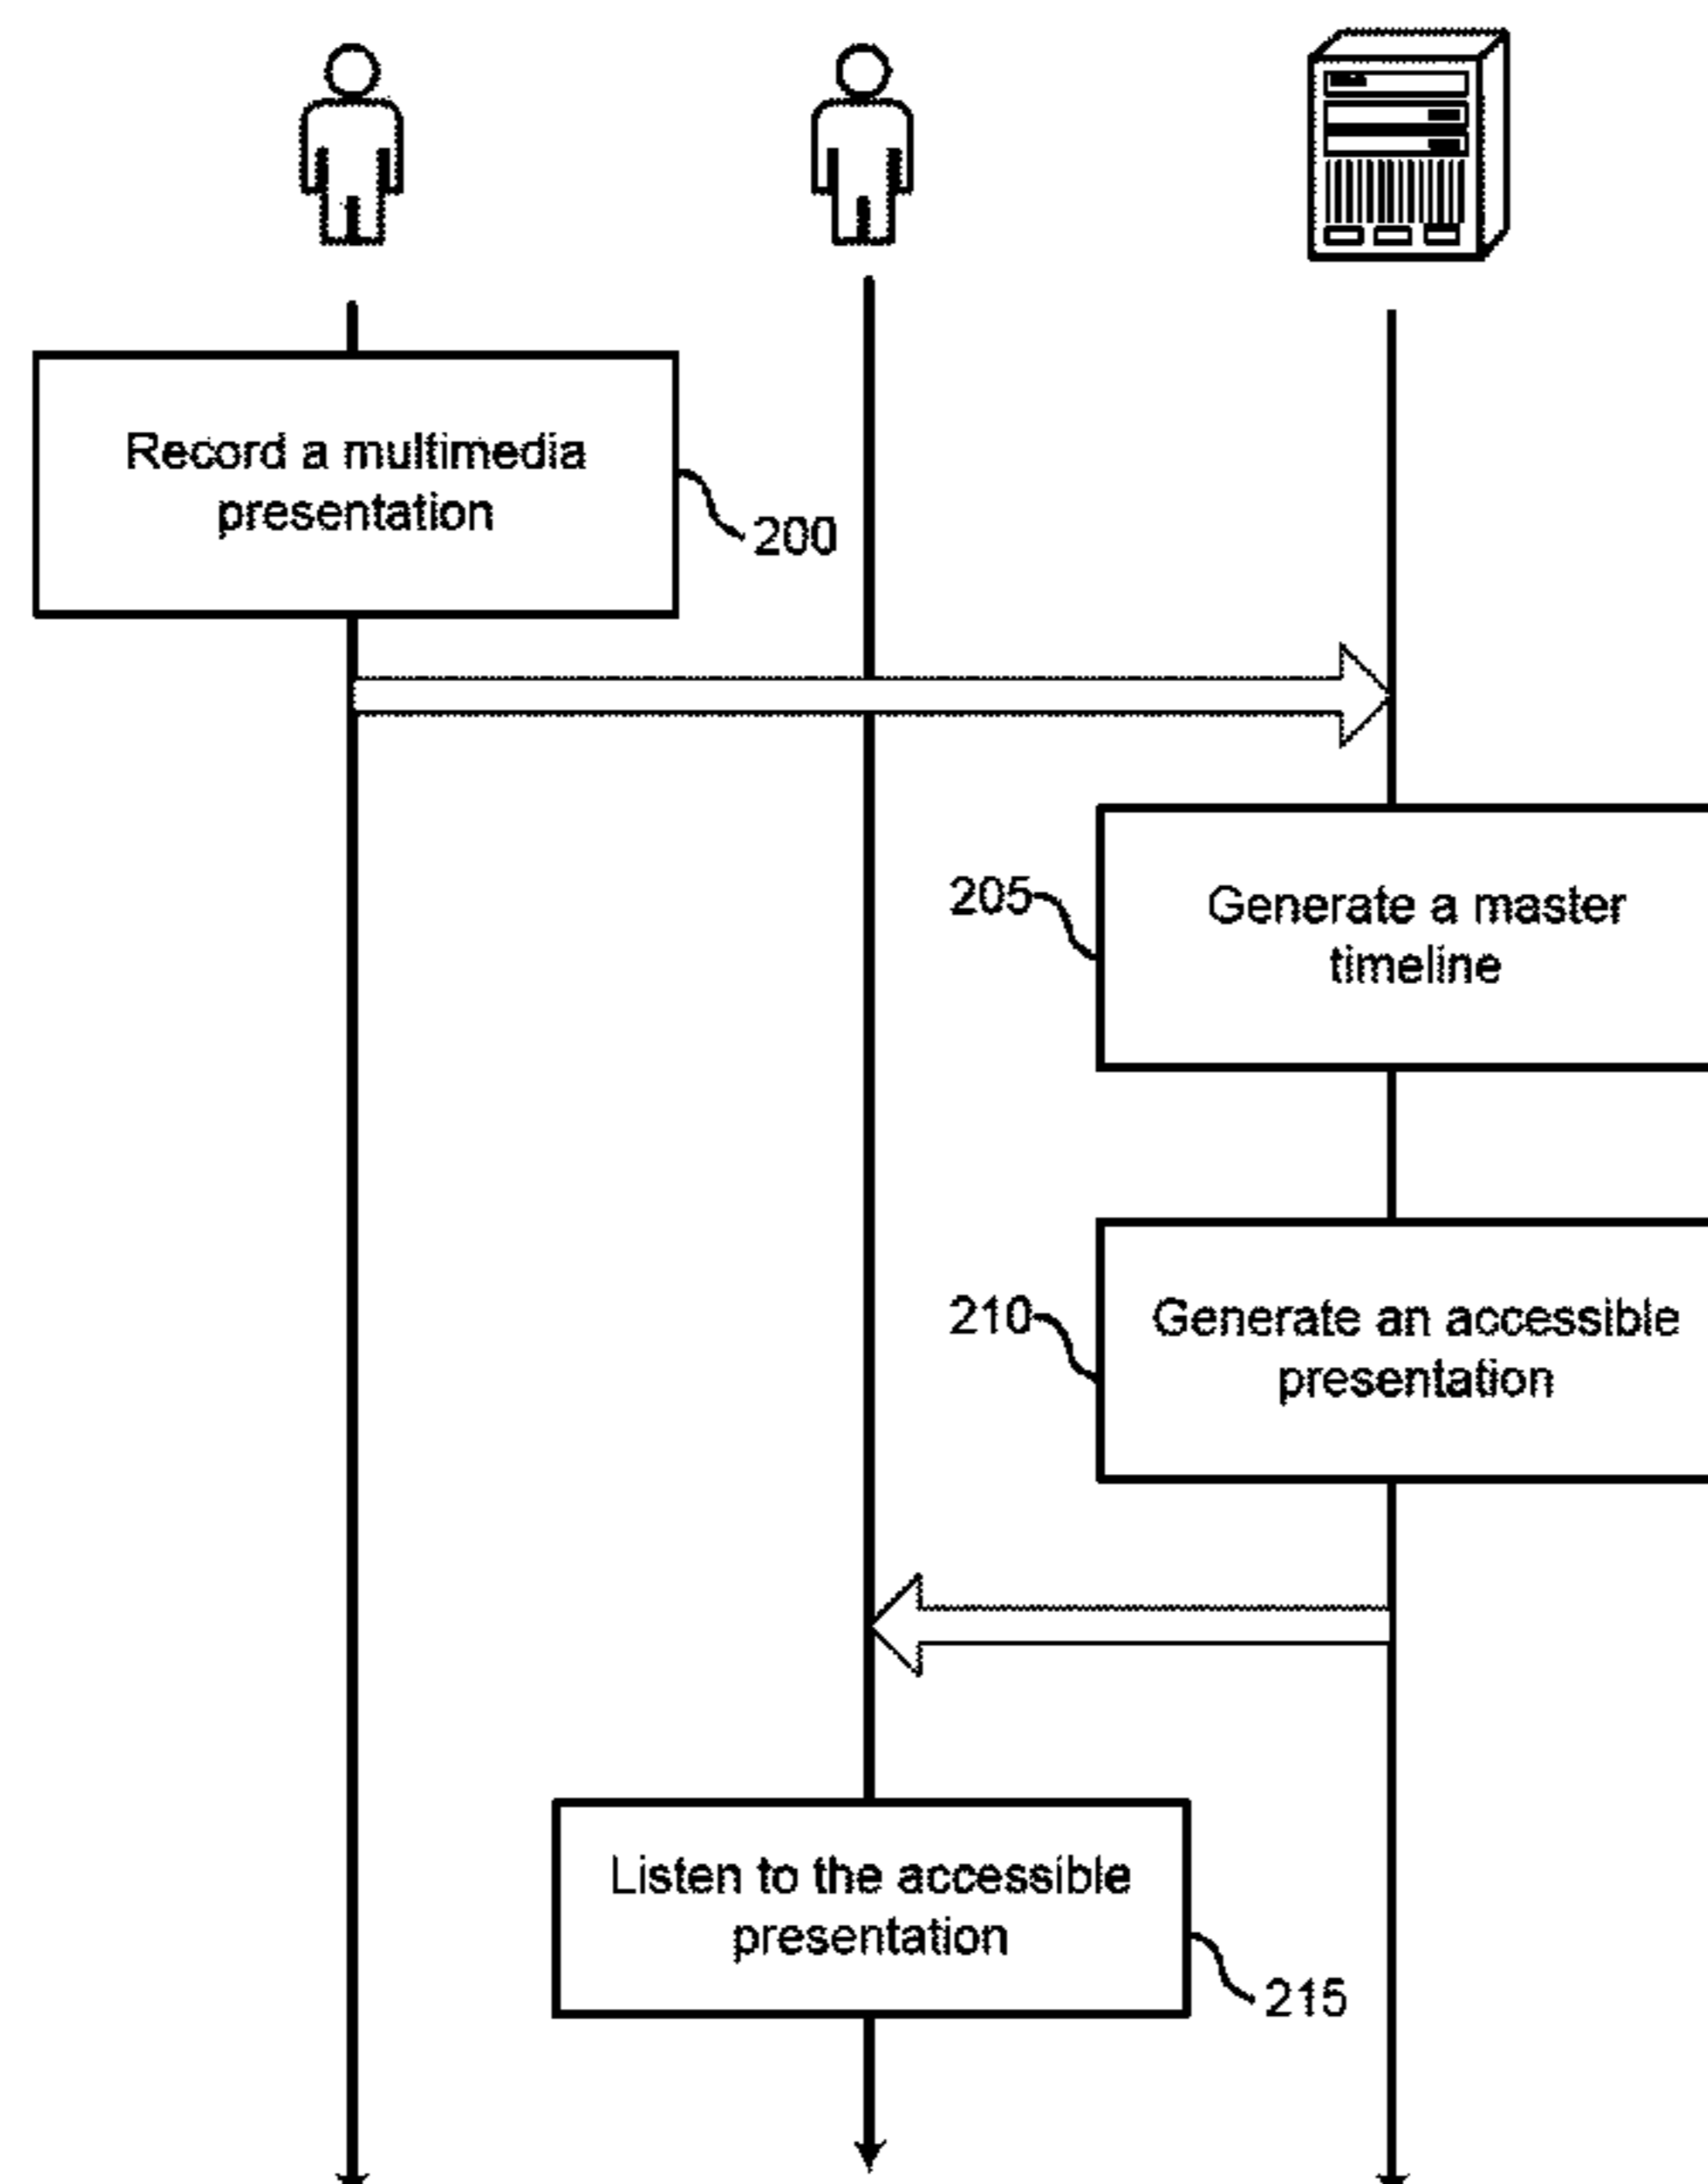 Record a multimedia
presentation
200
205
Generate a master
timeline
210
Generate an accessible
presentation
Listen to the accessible
presentation
215